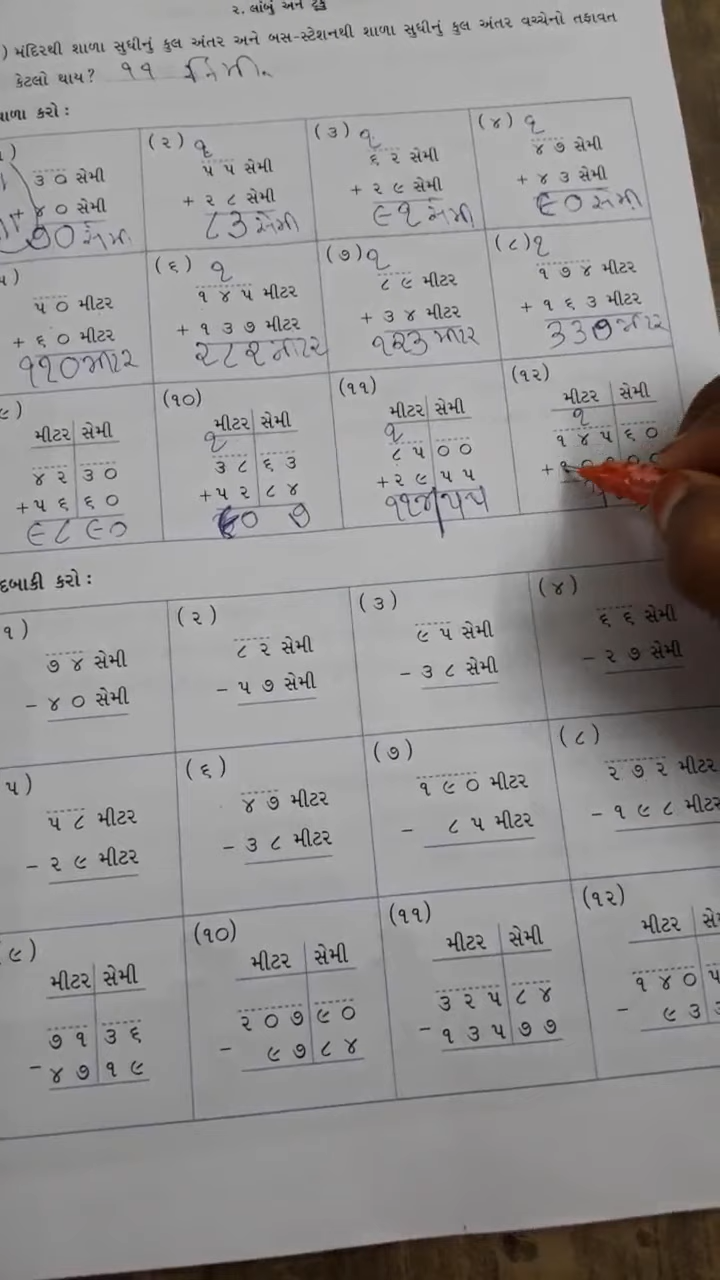 ૨. લાંબું અને ટૂંકુ
) મંદિરથી શાળા સુધીનું કુલ અંતર અને બસ-સ્ટેશનથી શાળા સુધીનું કુલ અંતર વચ્ચેનો તફાવત
કેટલો થાય? ૧૧
વાળા કરો :
(૨) (૩) (૪)
૧ ૧ ૧
૩૦ સેમી ૫૫ સેમી ૬૨ સેમી ૪૭ સેમી
+ ૪૦ સેમી + ૨૮ સેમી + ૨૯ સેમી + ૪૩ સેમી
૭૦ સેમી ૮૩ સેમી ૯૧ સેમી ૯૦ સેમી
૫) (૬) (૭) (૮)
૧ ૧ ૧
૫૦ મીટર ૧૪૫ મીટર ૮૯ મીટર ૧૭૪ મીટર
+ ૬૦ મીટર + ૧૩૭ મીટર + ૩૪ મીટર + ૧૬૩ મીટર
૧૧૦ મીટર ૨૮૨ મીટર ૧૨૩ મીટર ૩૩૭ મીટર
૯) (૧૦) (૧૧) (૧૨)
મીટર સેમી મીટર સેમી મીટર સેમી મીટર સેમી
૧ ૧ ૧
૪૨ ૩૦ ૩૮ ૬૩ ૮૫ ૦૦ ૧૪૫ ૬૦
+ ૫૬ ૬૦ + ૫૨ ૮૪ + ૨૯ ૫૫ +
૯૮ ૯૦ ૫૫
દબાકી કરો :
૧) (૨) (૩) (૪)
૭૪ સેમી ૮૨ સેમી ૯૫ સેમી ૬૬ સેમી
- ૪૦ સેમી - ૫૭ સેમી - ૩૮ સેમી - ૨૭ સેમી
૫) (૬) (૭) (૮)
૫૮ મીટર ૪૭ મીટર ૧૯૦ મીટર ૨૭૨ મીટર
- ૨૯ મીટર - ૩૮ મીટર - ૮૫ મીટર - ૧૯૮ મીટર
૯) (૧૦) (૧૧) (૧૨)
મીટર સેમી મીટર સેમી મીટર સેમી મીટર સે
૭૧ ૩૬ ૨૦૭ ૯૦ ૩૨૫ ૮૪ ૧૪૦ ૫
- ૪૭ ૧૯ - ૯૭ ૮૪ - ૧૩૫ ૭૭ - ૯૩ ૩